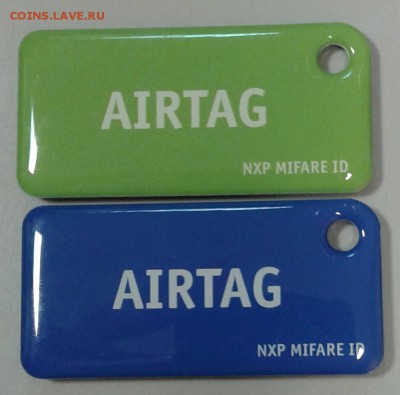 COINS.LAVE.RU
AIRTAG
NXP MIFARE ID
AIRTAG
NXP MIFARE ID